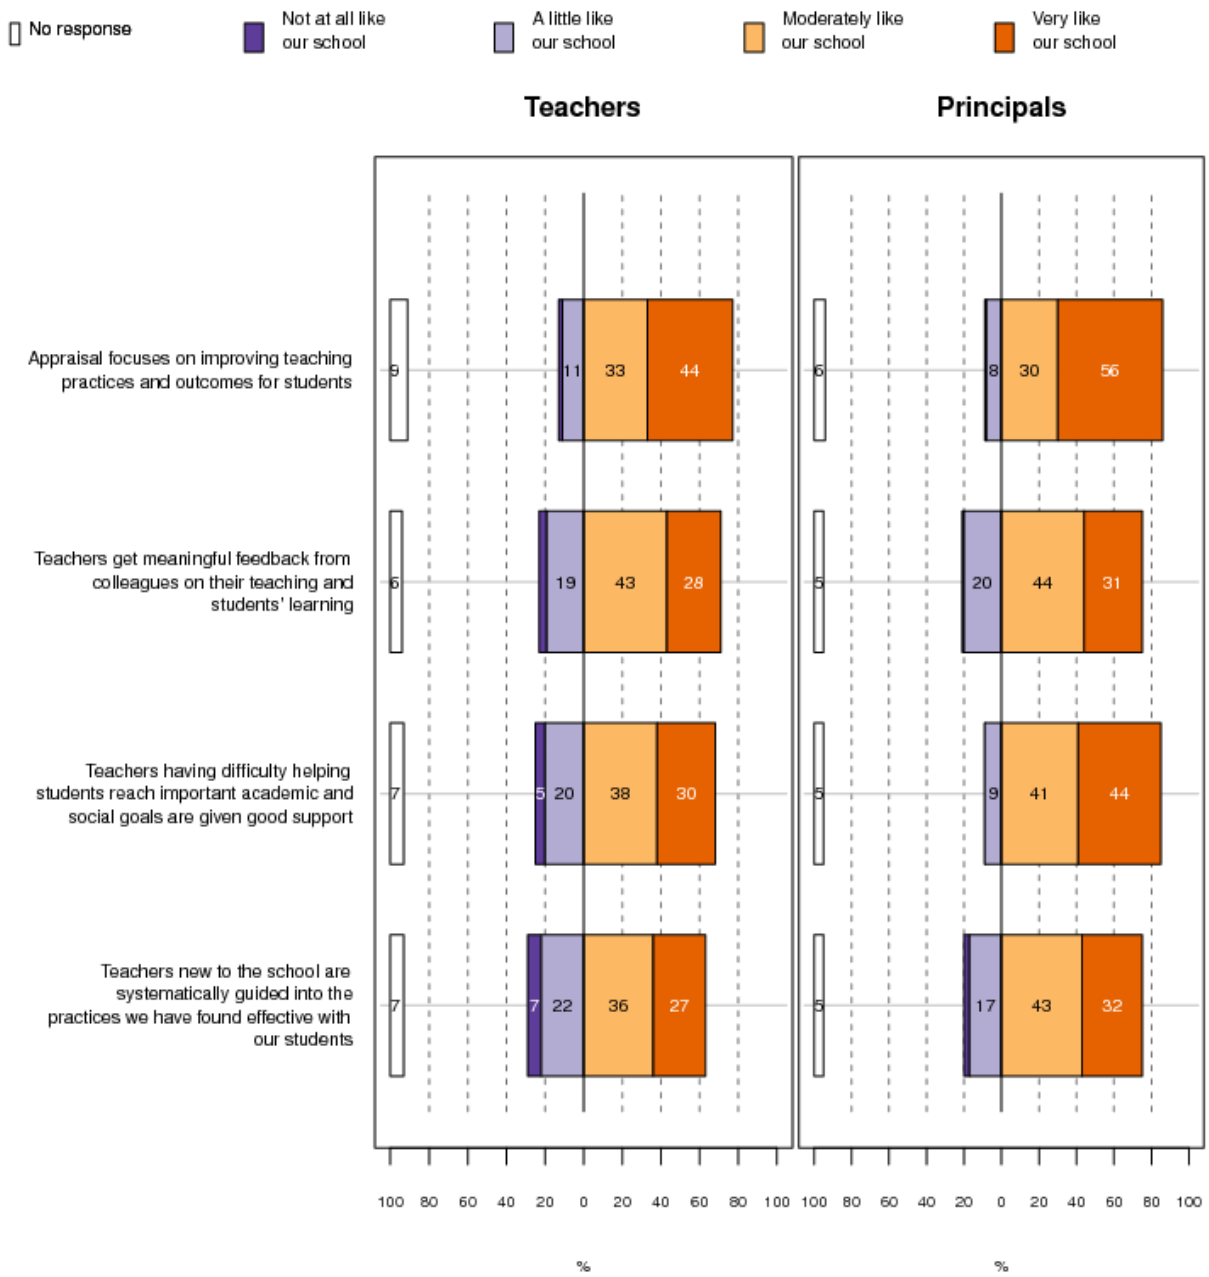 No response
Not at all like
our school
A little like
our school
Moderately like
our school
Very like
our school
Teachers
Principals
Appraisal focuses on improving teaching
practices and outcomes for students
9 11 33 44
6 8 30 56
Teachers get meaningful feedback from
colleagues on their teaching and
students' learning
6 19 43 28
5 20 44 31
Teachers having difficulty helping
students reach important academic and
social goals are given good support
7 5 20 38 30
5 9 41 44
Teachers new to the school are
systematically guided into the
practices we have found effective with
our students
7 7 22 36 27
5 17 43 32
100 80 60 40 20 0 20 40 60 80 100
100 80 60 40 20 0 20 40 60 80 100
%
%